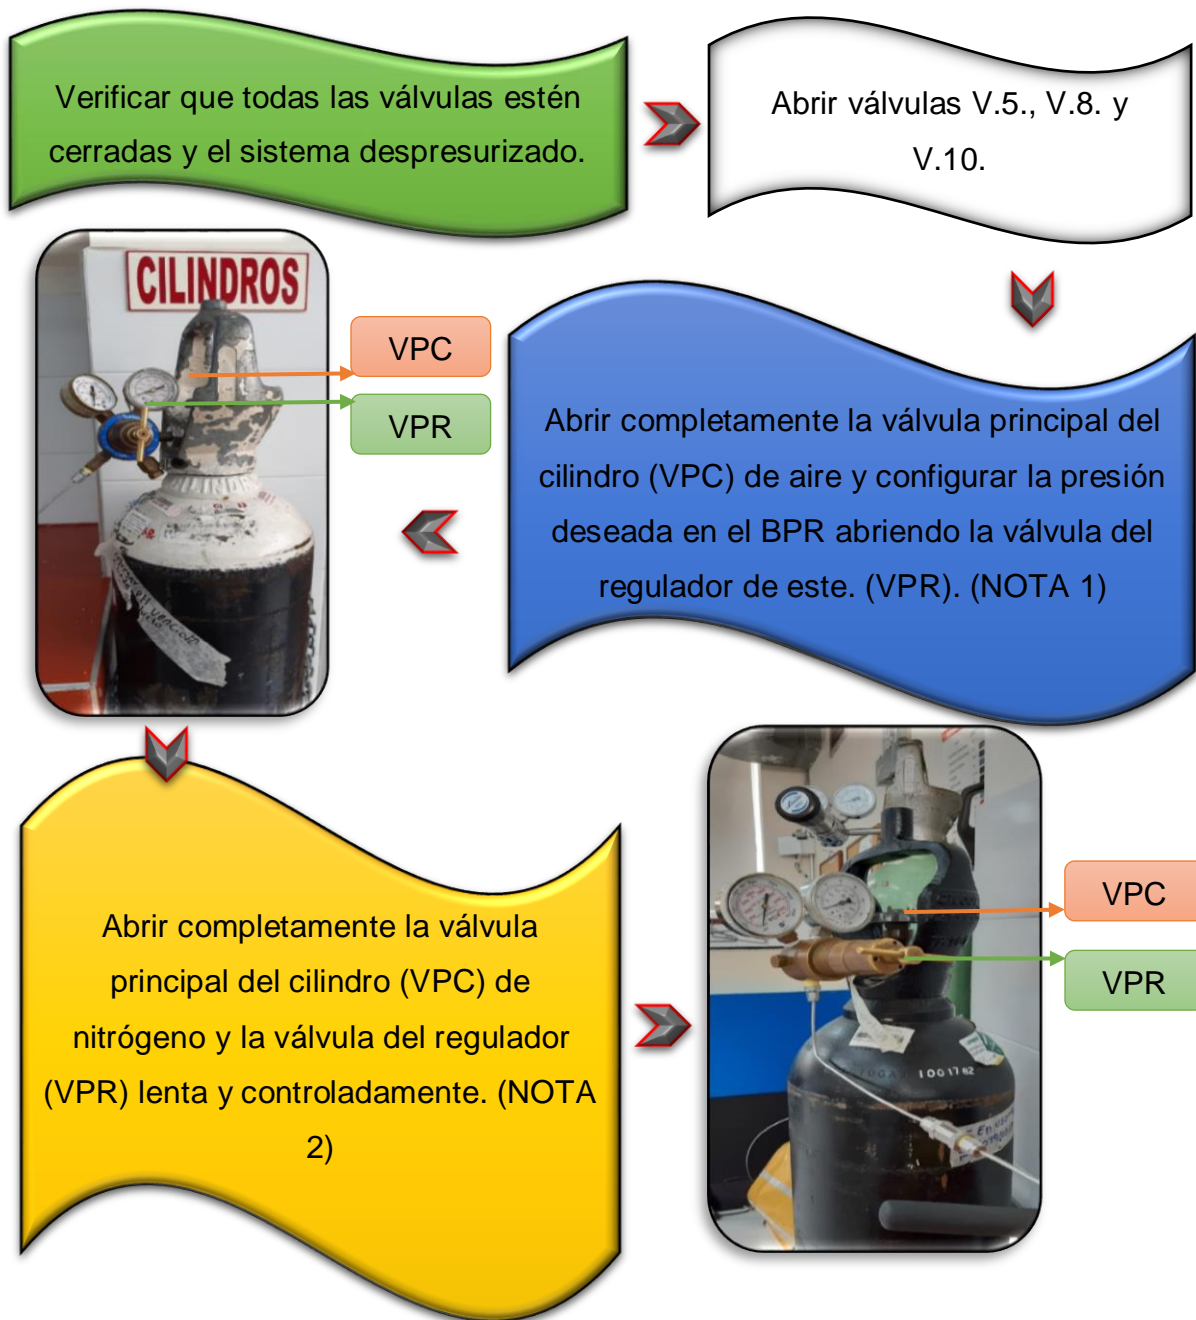 Verificar que todas las válvulas estén
cerradas y el sistema despresurizado.
Abrir válvulas V.5., V.8. y
V.10.
CILINDROS
VPC
VPR
Abrir completamente la válvula principal del
cilindro (VPC) de aire y configurar la presión
deseada en el BPR abriendo la válvula del
regulador de este. (VPR). (NOTA 1)
Abrir completamente la válvula
principal del cilindro (VPC) de
nitrógeno y la válvula del regulador
(VPR) lenta y controladamente. (NOTA
2)
VPC
VPR
1001782
En uso